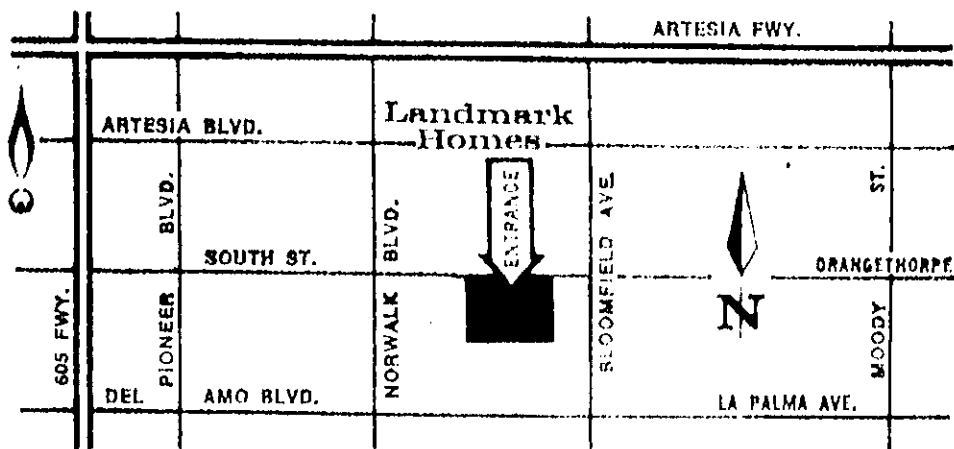 ARTESIA FWY.
ARTESIA BLVD.
Landmark
Homes
ENTRANCE
605 FWY.
PIONEER BLVD.
NORWALK BLVD.
BLOOMFIELD AVE.
MOODY ST.
SOUTH ST.
ORANGETHORPE
N
DEL AMO BLVD.
LA PALMA AVE.